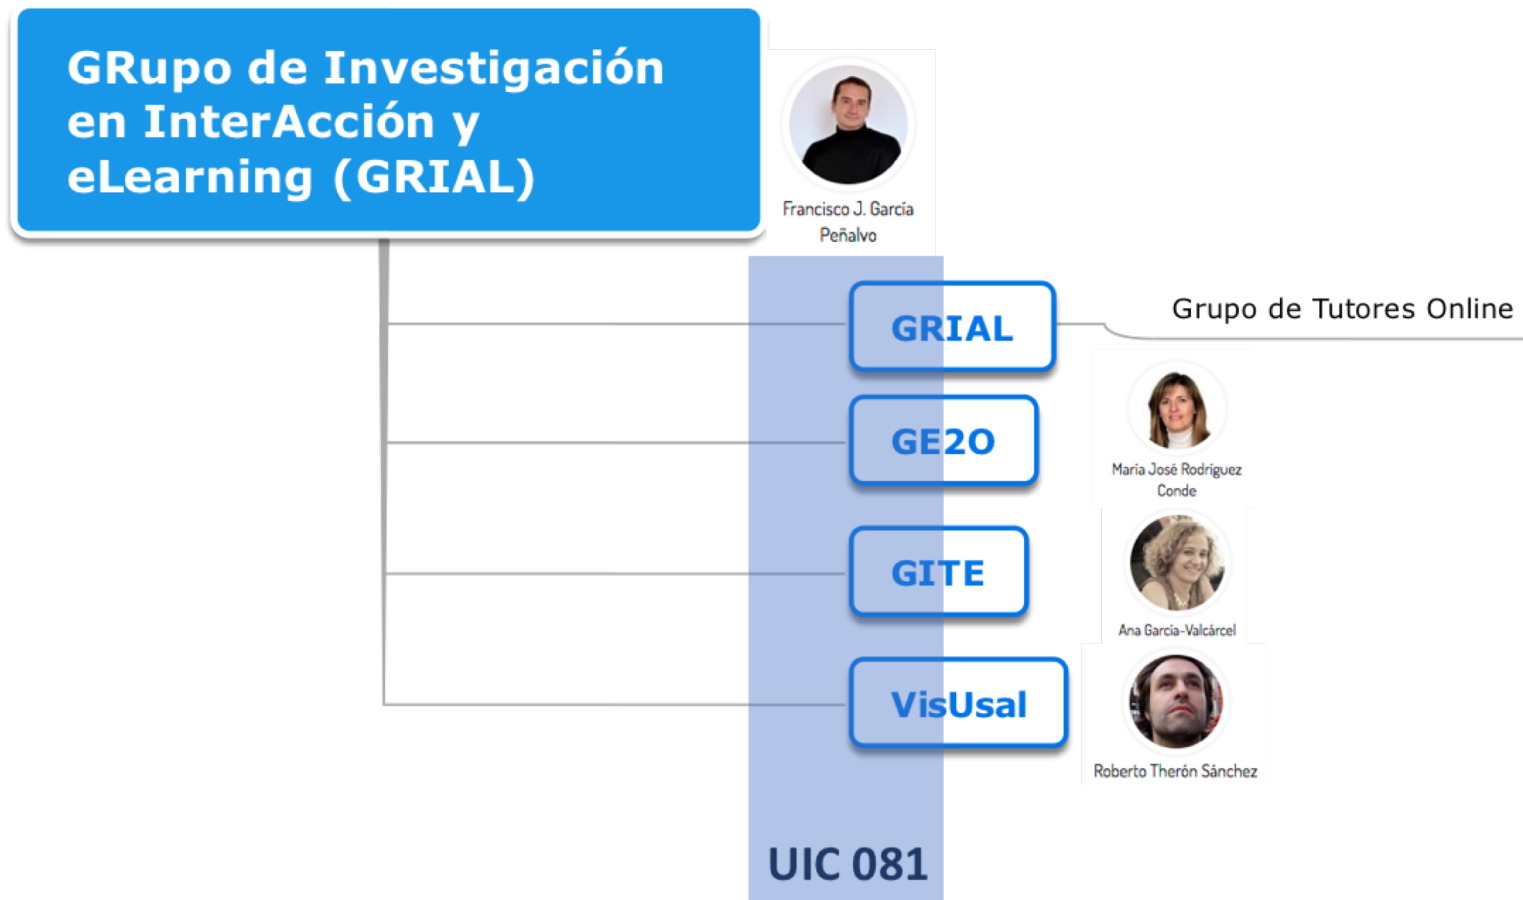 GRupo de Investigación
en InterAcción y
eLearning (GRIAL)
Francisco J. García
Peñalvo
GRIAL
Grupo de Tutores Online
GE2O
María José Rodríguez
Conde
GITE
Ana García-Valcárcel
VisUsal
Roberto Therón Sánchez
UIC 081